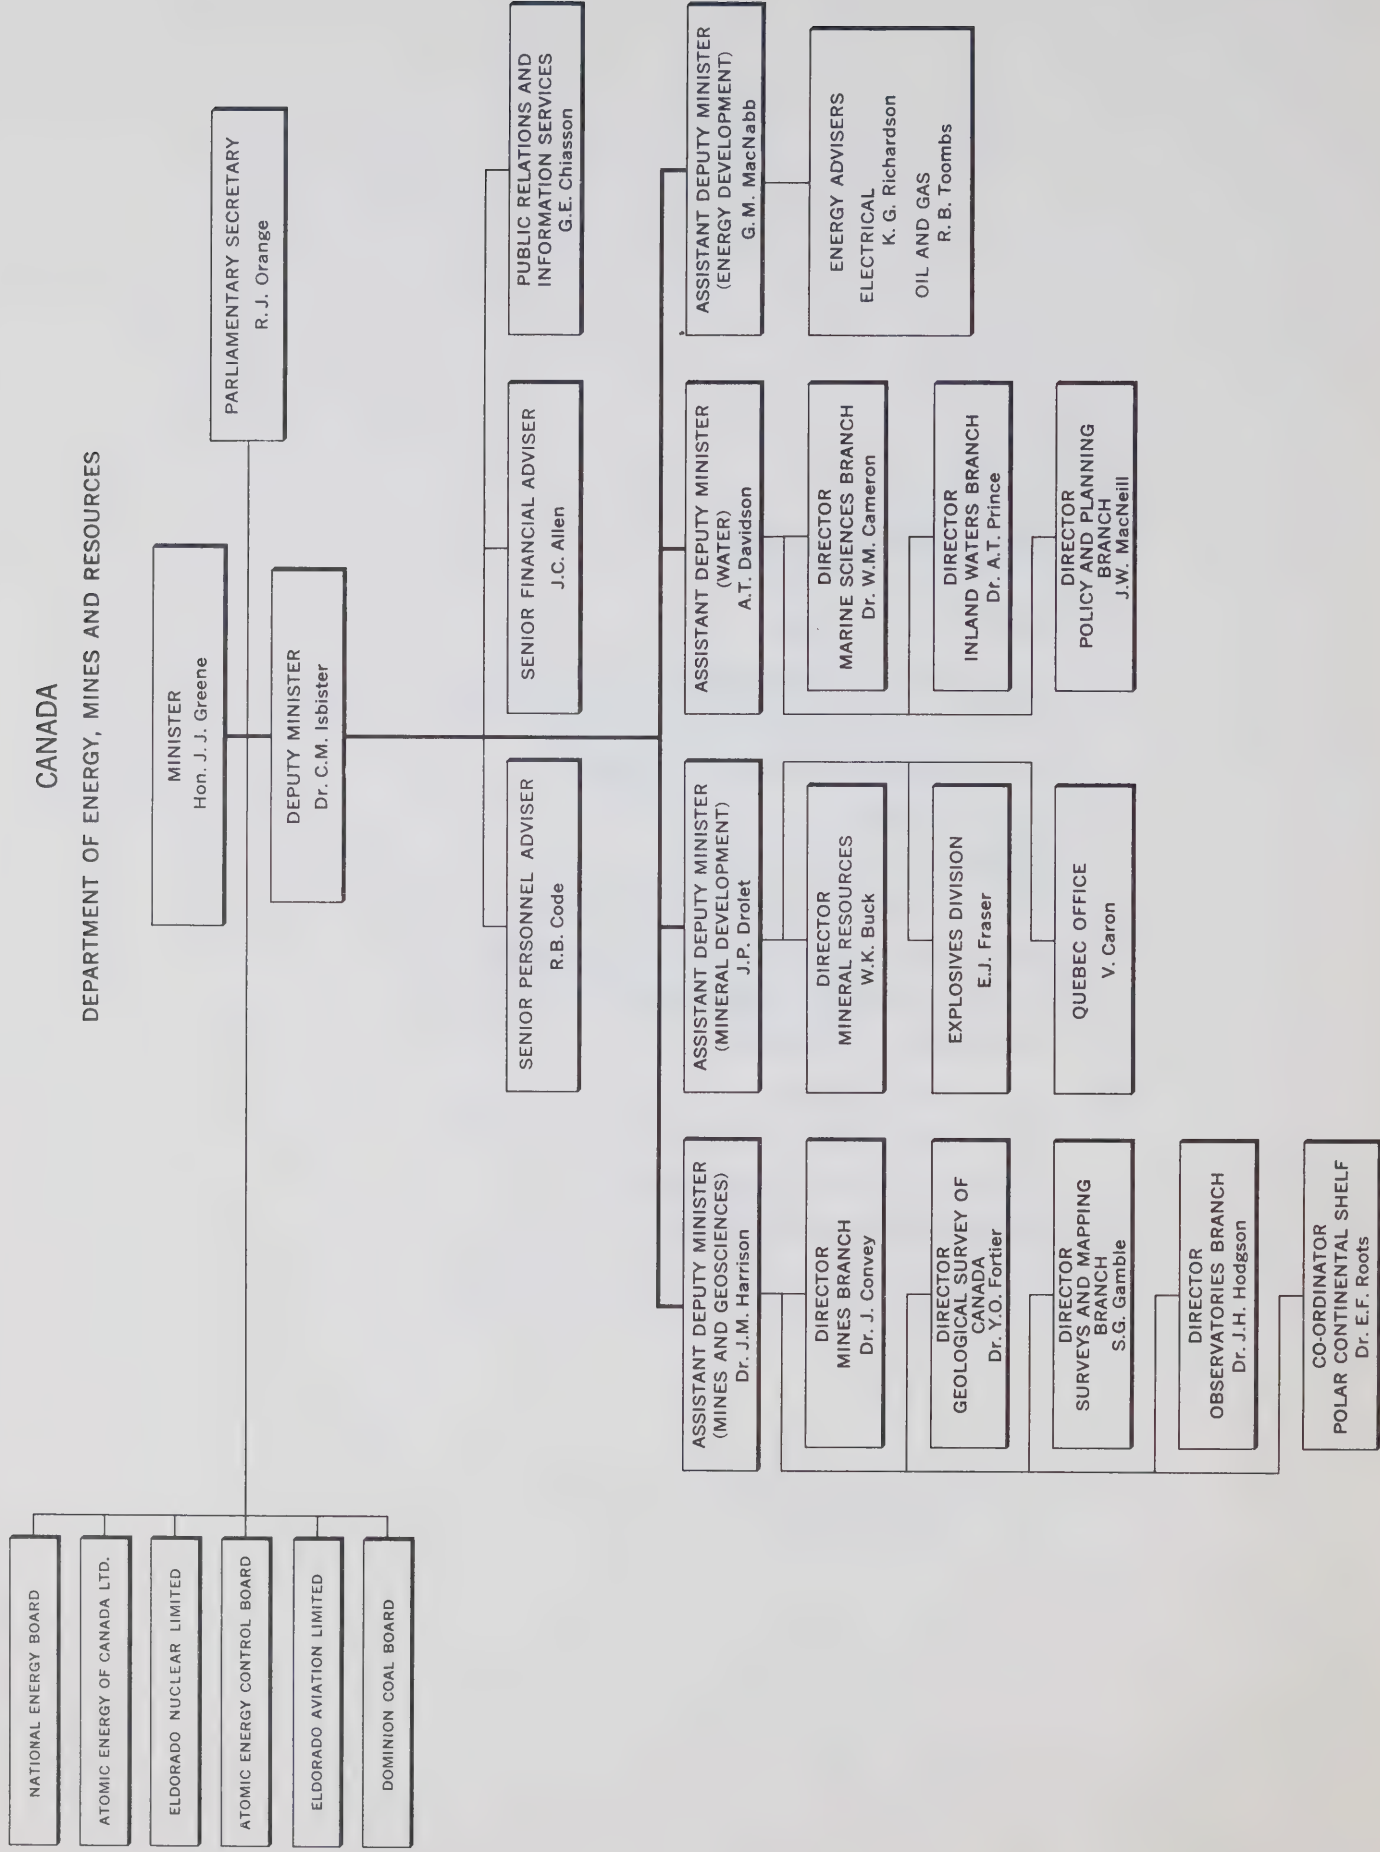 CANADA
DEPARTMENT OF ENERGY, MINES AND RESOURCES
MINISTER
Hon. J. J. Greene
PARLIAMENTARY SECRETARY
R. J. Orange
DEPUTY MINISTER
Dr. C.M. Isbister
NATIONAL ENERGY BOARD
ATOMIC ENERGY OF CANADA LTD.
ELDORADO NUCLEAR LIMITED
ATOMIC ENERGY CONTROL BOARD
ELDORADO AVIATION LIMITED
DOMINION COAL BOARD
SENIOR PERSONNEL ADVISER
R.B. Code
SENIOR FINANCIAL ADVISER
J.C. Allen
PUBLIC RELATIONS AND
INFORMATION SERVICES
G.E. Chiasson
ASSISTANT DEPUTY MINISTER
(MINES AND GEOSCIENCES)
Dr. J.M. Harrison
DIRECTOR
MINES BRANCH
Dr. J. Convey
DIRECTOR
GEOLOGICAL SURVEY OF
CANADA
Dr. Y.O. Fortier
DIRECTOR
SURVEYS AND MAPPING
BRANCH
S.G. Gamble
DIRECTOR
OBSERVATORIES BRANCH
Dr. J.H. Hodgson
CO-ORDINATOR
POLAR CONTINENTAL SHELF
Dr. E.F. Roots
ASSISTANT DEPUTY MINISTER
(MINERAL DEVELOPMENT)
J.P. Drolet
DIRECTOR
MINERAL RESOURCES
W.K. Buck
EXPLOSIVES DIVISION
E.J. Fraser
QUEBEC OFFICE
V. Caron
ASSISTANT DEPUTY MINISTER
(WATER)
A.T. Davidson
DIRECTOR
MARINE SCIENCES BRANCH
Dr. W.M. Cameron
DIRECTOR
INLAND WATERS BRANCH
Dr. A.T. Prince
DIRECTOR
POLICY AND PLANNING
BRANCH
J.W. MacNeill
ASSISTANT DEPUTY MINISTER
(ENERGY DEVELOPMENT)
G. M. MacNabb
ENERGY ADVISERS
ELECTRICAL
K. G. Richardson
OIL AND GAS
R. B. Toombs